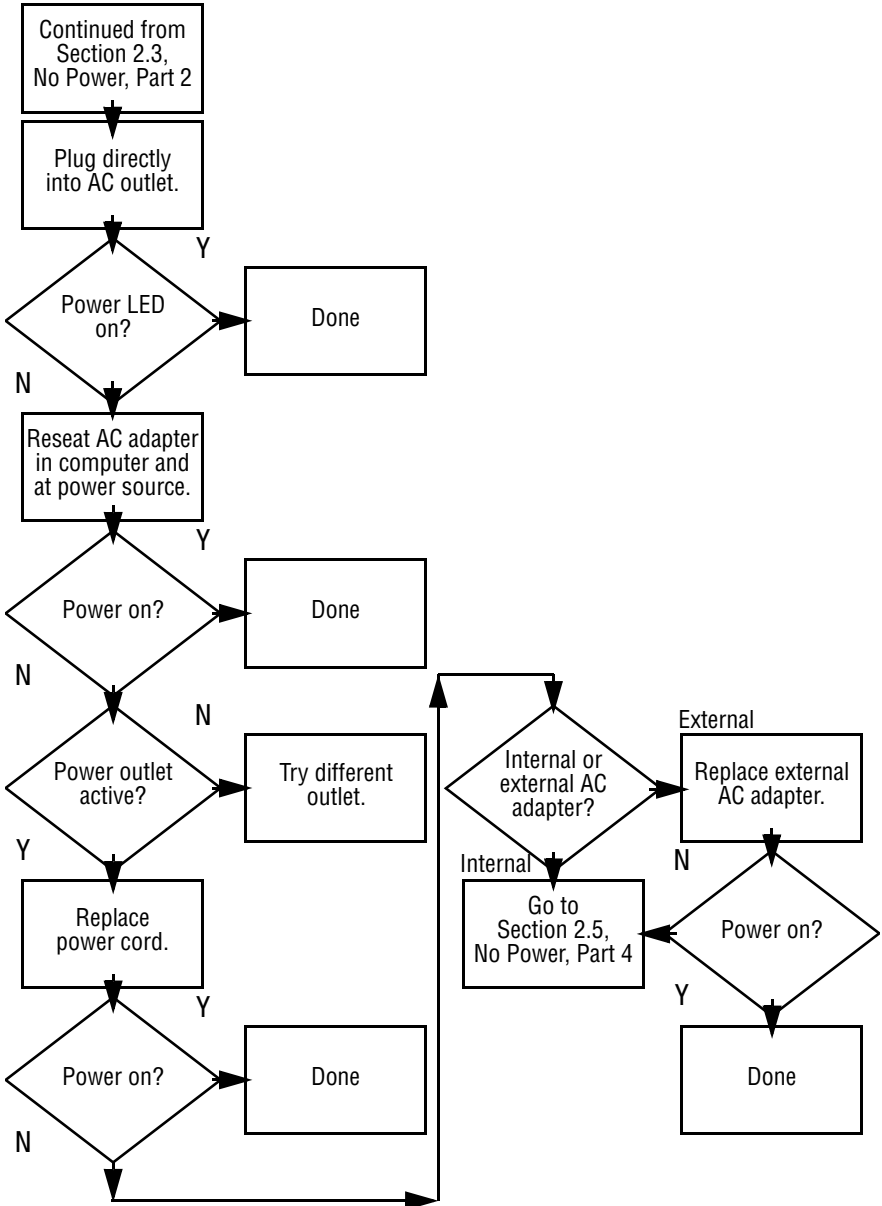 Continued from
Section 2.3,
No Power, Part 2
Plug directly
into AC outlet.
Y
Power LED
on?
Done
N
Reseat AC adapter
in computer and
at power source.
Y
Power on?
Done
N
N
Power outlet
active?
Try different
outlet.
Y
Replace
power cord.
Y
Power on?
Done
N
Internal or
external AC
adapter?
External
Replace external
AC adapter.
Internal
Go to
Section 2.5,
No Power, Part 4
N
Power on?
Y
Done